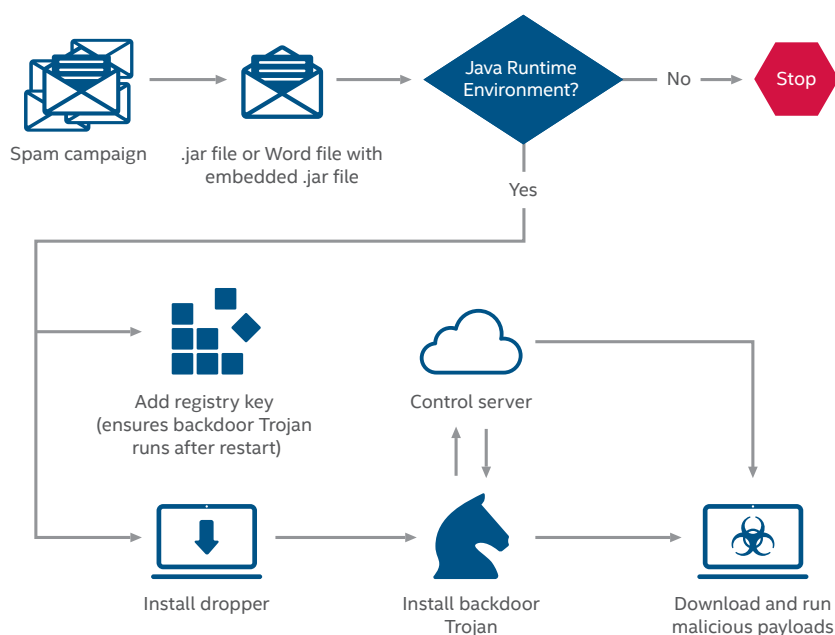 Java Runtime
Environment?
No
Stop
Spam campaign
.jar file or Word file with
embedded .jar file
Yes
Add registry key
(ensures backdoor Trojan
runs after restart)
Control server
Install dropper
Install backdoor
Trojan
Download and run
malicious payloads